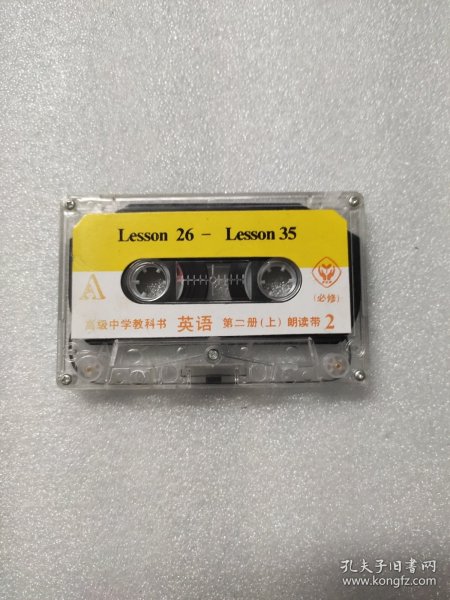 Lesson 26 - Lesson 35
A
(必修)
高级中学教科书 英语 第二册(上) 朗读带 2
孔夫子旧书网
www.kongfz.com